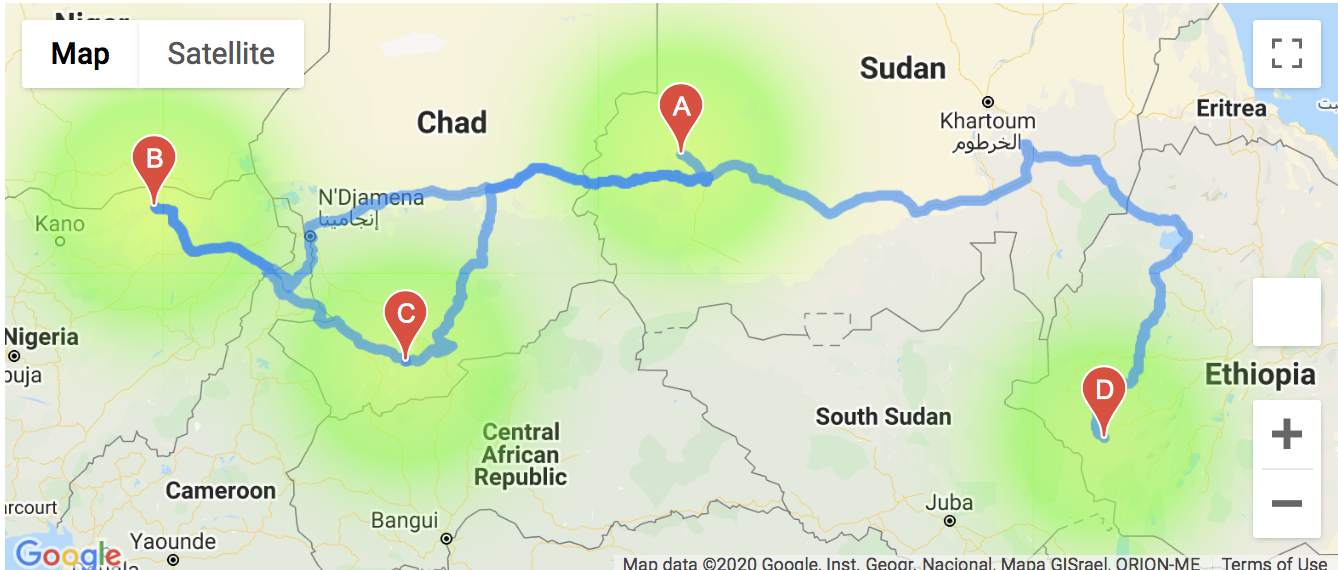 Niger
Map
Satellite
A
Sudan
Chad
Khartoum
الخرطوم
Eritrea
B
N'Djamena
إنجامينا
Kano
C
Nigeria
buja
D
Ethiopia
South Sudan
Central
African
Republic
Cameroon
Juba
Bangui
arcourt
Yaounde
Google
Map data ©2020 Google, Inst. Geogr. Nacional, Mapa GISrael, ORION-ME
Terms of Use
+
−